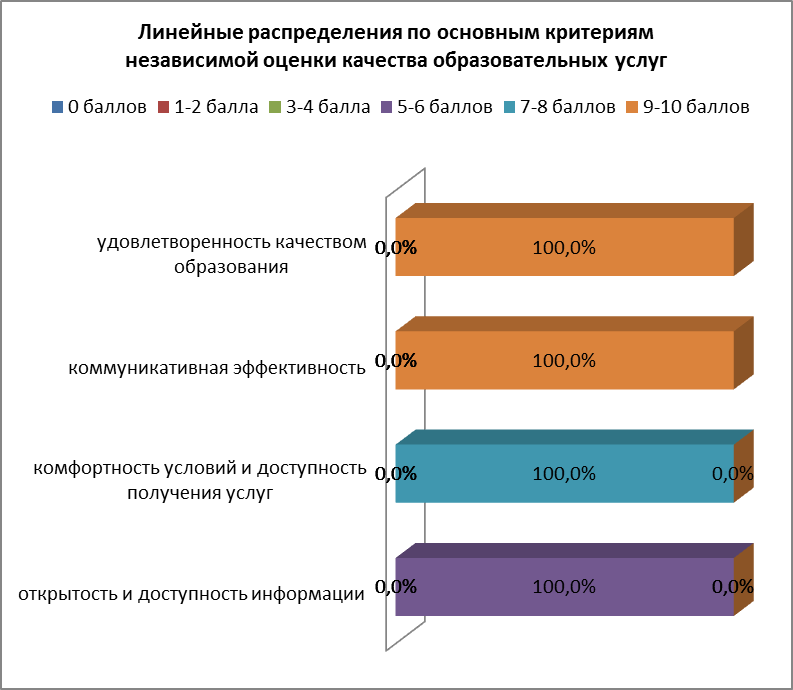 Линейные распределения по основным критериям
независимой оценки качества образовательных услуг
0 баллов 1-2 балла 3-4 балла 5-6 баллов 7-8 баллов 9-10 баллов
удовлетворенность качеством
образования
0,0% 100,0%
коммуникативная эффективность
0,0% 100,0%
комфортность условий и доступность
получения услуг
0,0% 100,0% 0,0%
открытость и доступность информации
0,0% 100,0% 0,0%